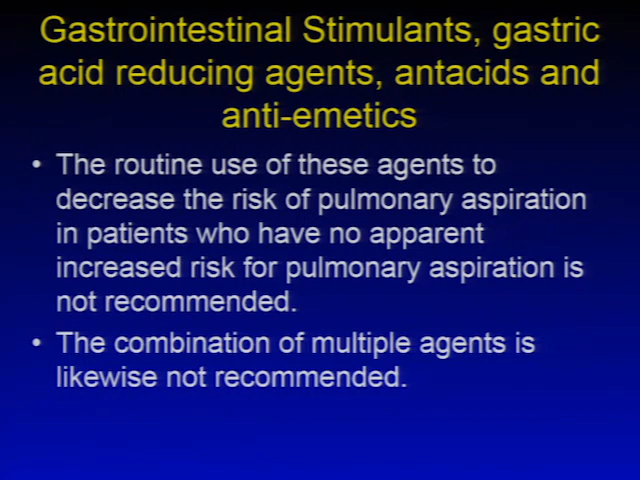 Gastrointestinal Stimulants, gastric
acid reducing agents, antacids and
anti-emetics
• The routine use of these agents to
decrease the risk of pulmonary aspiration
in patients who have no apparent
increased risk for pulmonary aspiration is
not recommended.
• The combination of multiple agents is
likewise not recommended.